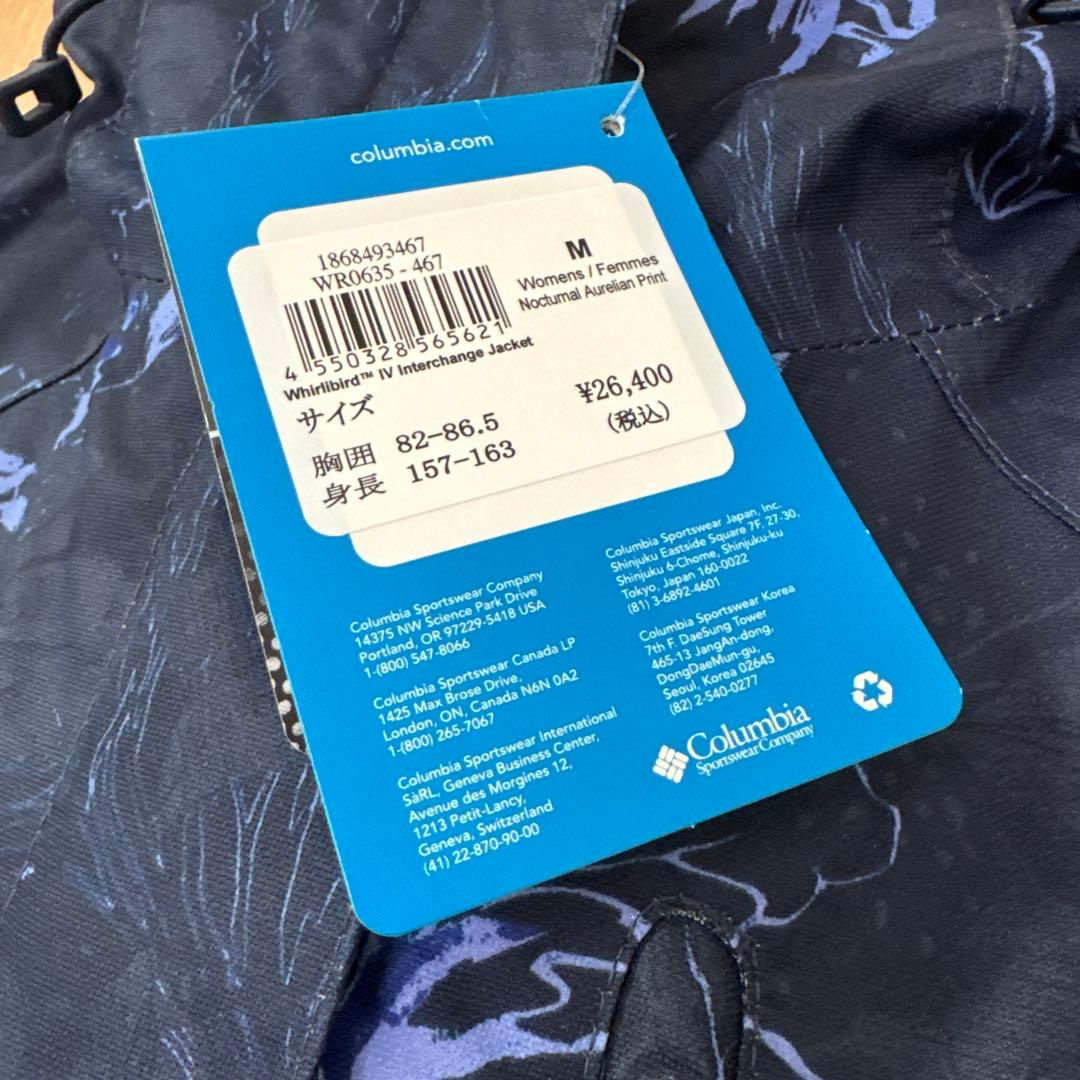 columbia.com
1868493467
WR0635 - 467
4 550328 565621
Whirlibird™ IV Interchange Jacket
M
Womens / Femmes
Nocturnal Aurelian Print
サイズ
胸囲 82-86.5
身長 157-163
¥26,400
(税込)
Columbia Sportswear Company
14375 NW Science Park Drive
Portland, OR 97229-5418 USA
1-(800) 547-8066
Columbia Sportswear Canada LP
1425 Max Brose Drive,
London, ON, Canada N6N 0A2
1-(800) 265-7067
Columbia Sportswear International
SàRL, Geneva Business Center,
Avenue des Morgines 12,
1213 Petit-Lancy,
Geneva, Switzerland
(41) 22-870-90-00
Columbia Sportswear Japan, Inc.
Shinjuku Eastside Square 7F, 27-30,
Shinjuku 6-Chome, Shinjuku-ku
Tokyo, Japan 160-0022
(81) 3-6892-4601
Columbia Sportswear Korea
7th F. DaeSung Tower
465-13 JangAn-dong,
DongDaeMun-gu,
Seoul, Korea 02645
(82) 2-540-0277
Columbia
Sportswear Company